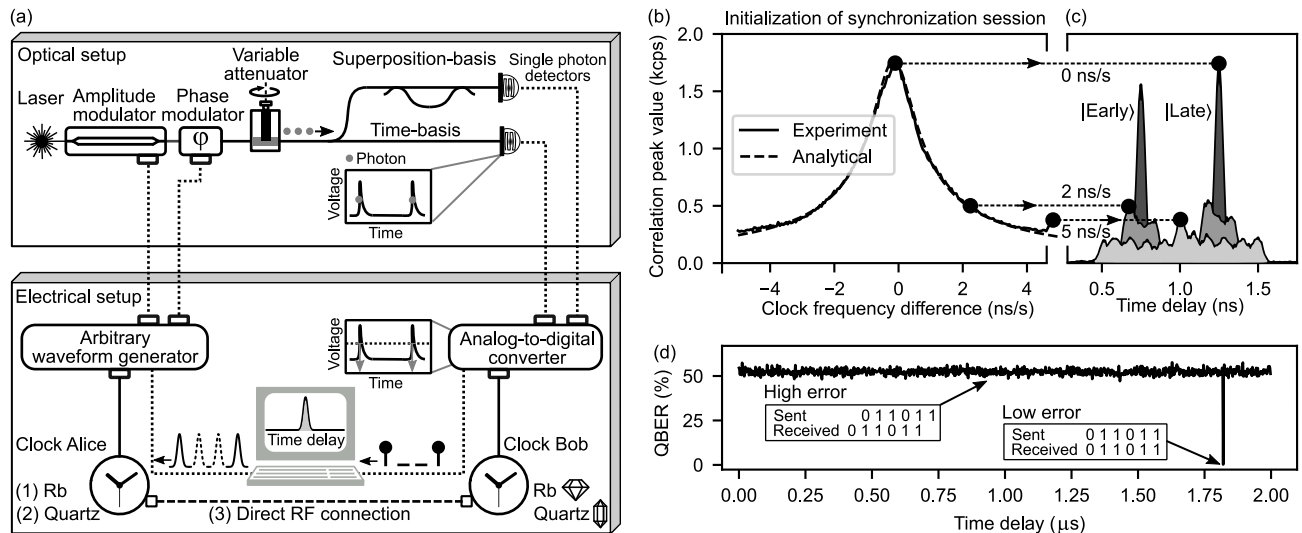 (a)
Optical setup
Variable
attenuator
Superposition-basis
Single photon
detectors
Laser
Amplitude
modulator
Phase
modulator
φ
Time-basis
Photon
Voltage
Time
Electrical setup
Arbitrary
waveform generator
Voltage
Time
Analog-to-digital
converter
Time delay
Clock Alice
Clock Bob
(1) Rb
(2) Quartz
(3) Direct RF connection
Rb
Quartz
(b)
Initialization of synchronization session
Correlation peak value (kcps)
2.0
1.5
1.0
0.5
0.0
Experiment
Analytical
−4 −2 0 2 4
Clock frequency difference (ns/s)
(c)
0 ns/s
|Early⟩ |Late⟩
2 ns/s
5 ns/s
0.5 1.0 1.5
Time delay (ns)
(d)
QBER (%)
50
25
0
High error
Sent 0 1 1 0 1 1
Received 0 1 1 0 1 1
Low error
Sent 0 1 1 0 1 1
Received 0 1 1 0 1 1
0.00 0.25 0.50 0.75 1.00 1.25 1.50 1.75 2.00
Time delay (μs)